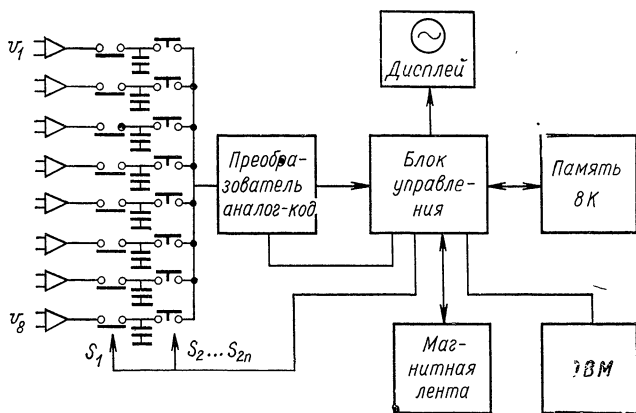 v₁
Дисплей
Преобра-
зователь
аналог-код
Блок
управле-
ния
Память
8К
v₈
S₁
S₂...S₂ₙ
Маг-
нитная
лента
ЭВМ